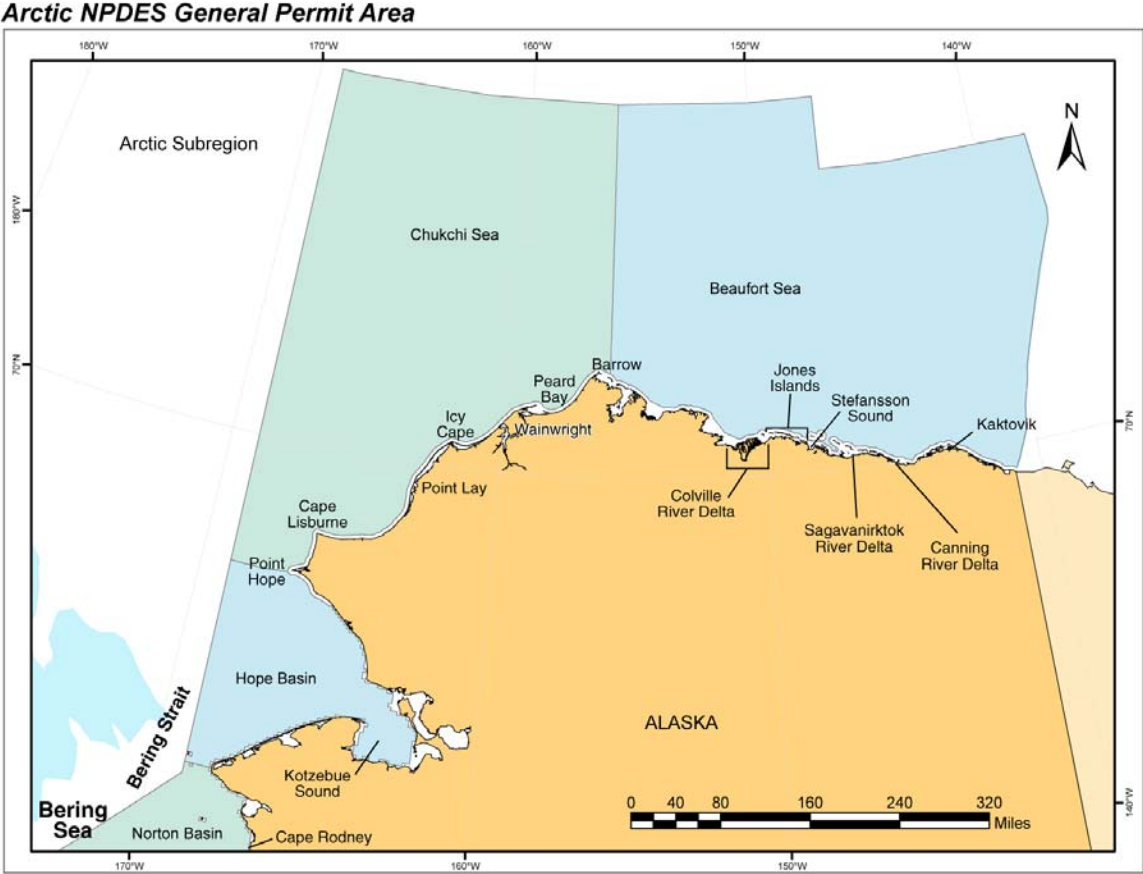 Arctic NPDES General Permit Area
180°W
170°W
160°W
150°W
140°W
N
Arctic Subregion
180°W
Chukchi Sea
Beaufort Sea
70°N
Barrow
Jones
Islands
Peard
Bay
Stefansson
Sound
Icy
Cape
Wainwright
Kaktovik
70°N
Point Lay
Colville
River Delta
Cape
Lisburne
Sagavanirktok
River Delta
Canning
River Delta
Point
Hope
Hope Basin
Bering Strait
ALASKA
Kotzebue
Sound
0 40 80 160 240 320
Miles
140°W
Bering
Sea
Norton Basin
Cape Rodney
170°W
160°W
150°W